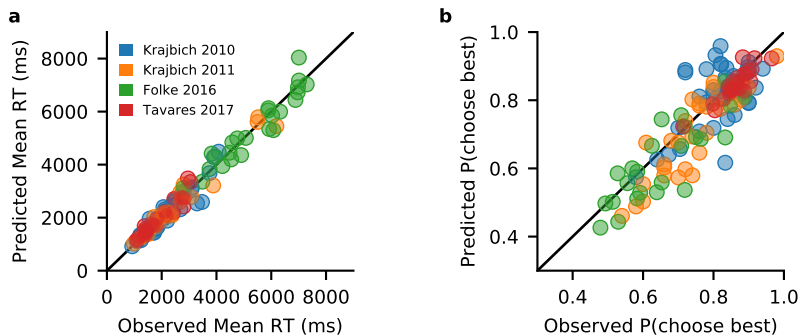 a
Predicted Mean RT (ms)
8000
6000
4000
2000
0
Krajbich 2010
Krajbich 2011
Folke 2016
Tavares 2017
0 2000 4000 6000 8000
Observed Mean RT (ms)
b
Predicted P(choose best)
1.0
0.8
0.6
0.4
0.4 0.6 0.8 1.0
Observed P(choose best)